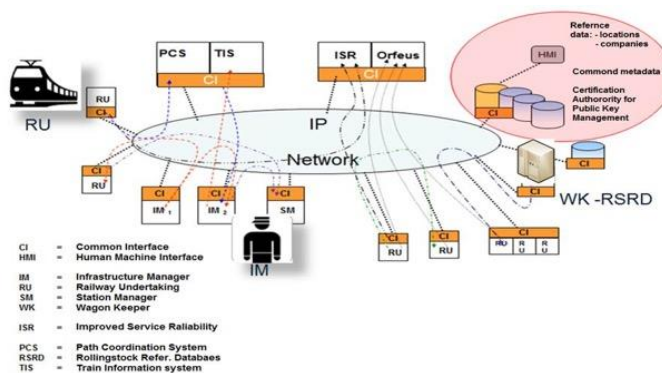 PCS TIS
CI
ISR Orfeus
CI
Refernce
data: - locations
- companies
HMI
Commond metadata
Certification
Authorority for
Public Key
Management
CI
RU
CI
RU
IP
Network
CI
RU
CI
IM 1
CI
IM 2
CI
SM
IM
CI
RU
CI
RU
CI
RU RU RU
CI
CI
WK -RSRD
CI = Common Interface
HMI = Human Machine Interface
IM = Infrastructure Manager
RU = Railway Undertaking
SM = Station Manager
WK = Wagon Keeper
ISR = Improved Service Raliability
PCS = Path Coordination System
RSRD = Rollingstock Refer. Databaes
TIS = Train Information system